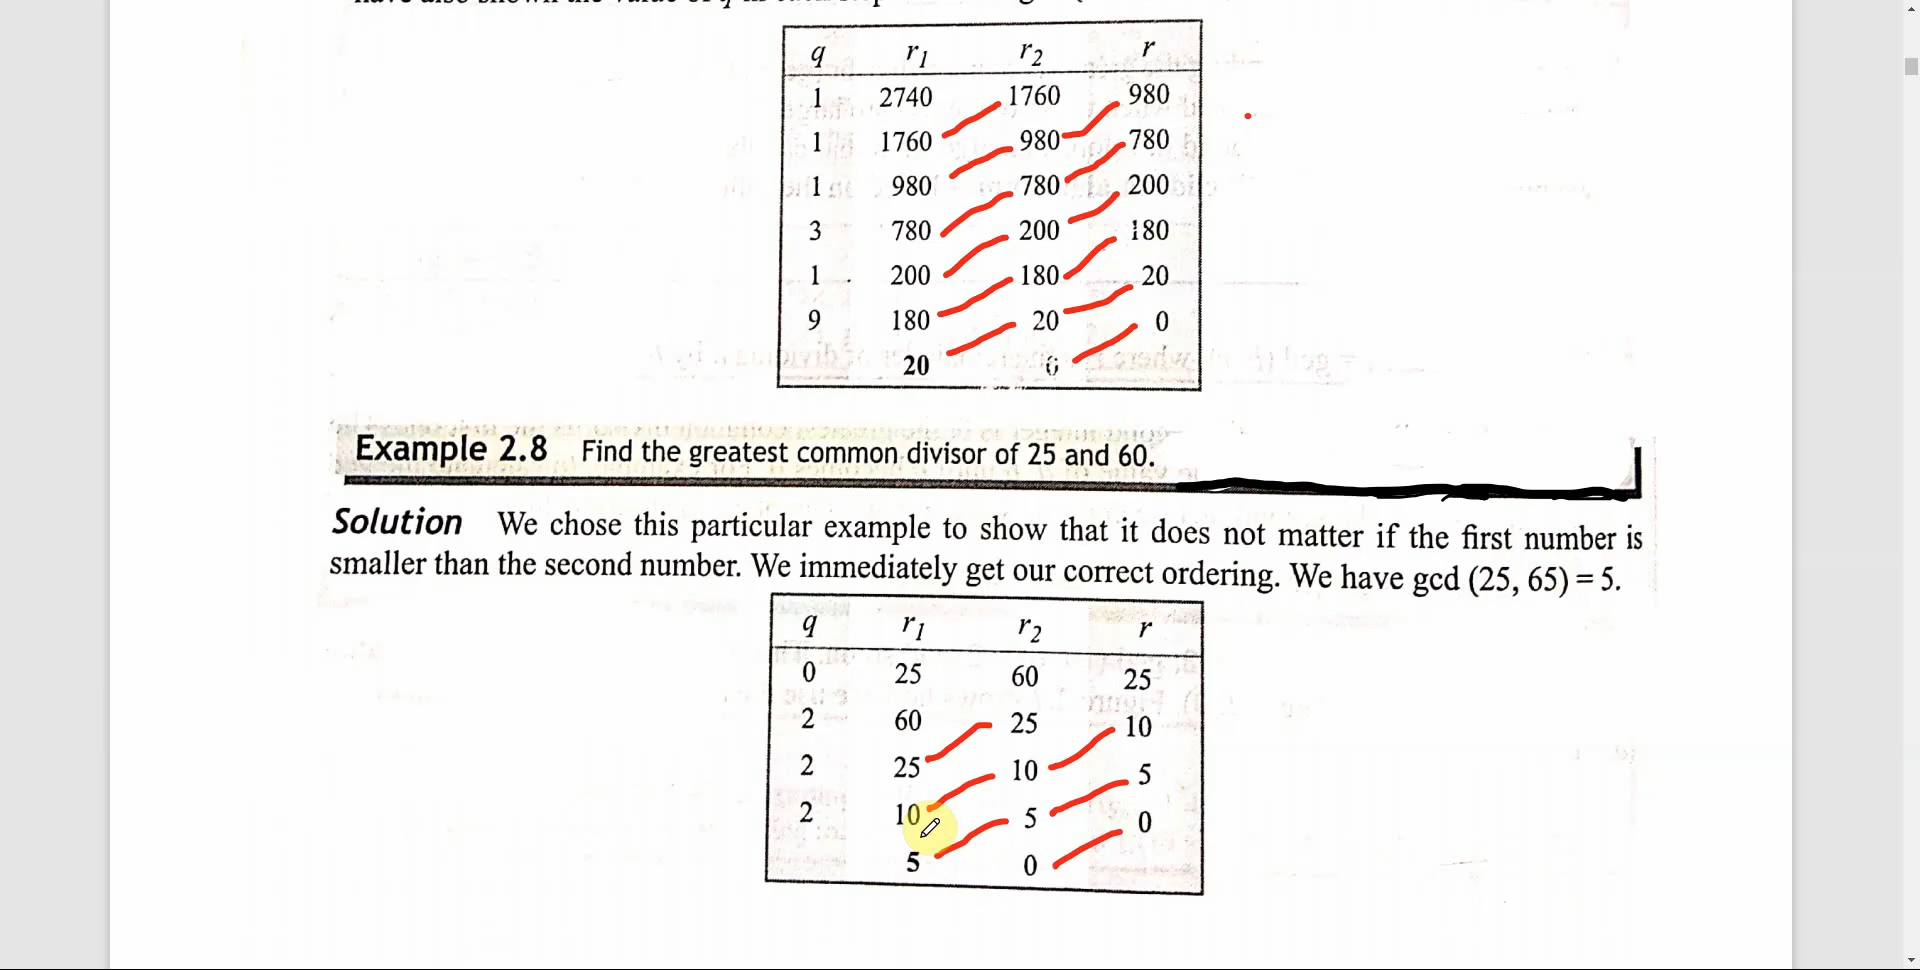 q r1 r2 r
1 2740 1760 980
1 1760 980 780
1 980 780 200
3 780 200 180
1 200 180 20
9 180 20 0
20 0
Example 2.8 Find the greatest common divisor of 25 and 60.
Solution We chose this particular example to show that it does not matter if the first number is
smaller than the second number. We immediately get our correct ordering. We have gcd (25, 65) = 5.
q r1 r2 r
0 25 60 25
2 60 25 10
2 25 10 5
2 10 5 0
5 0